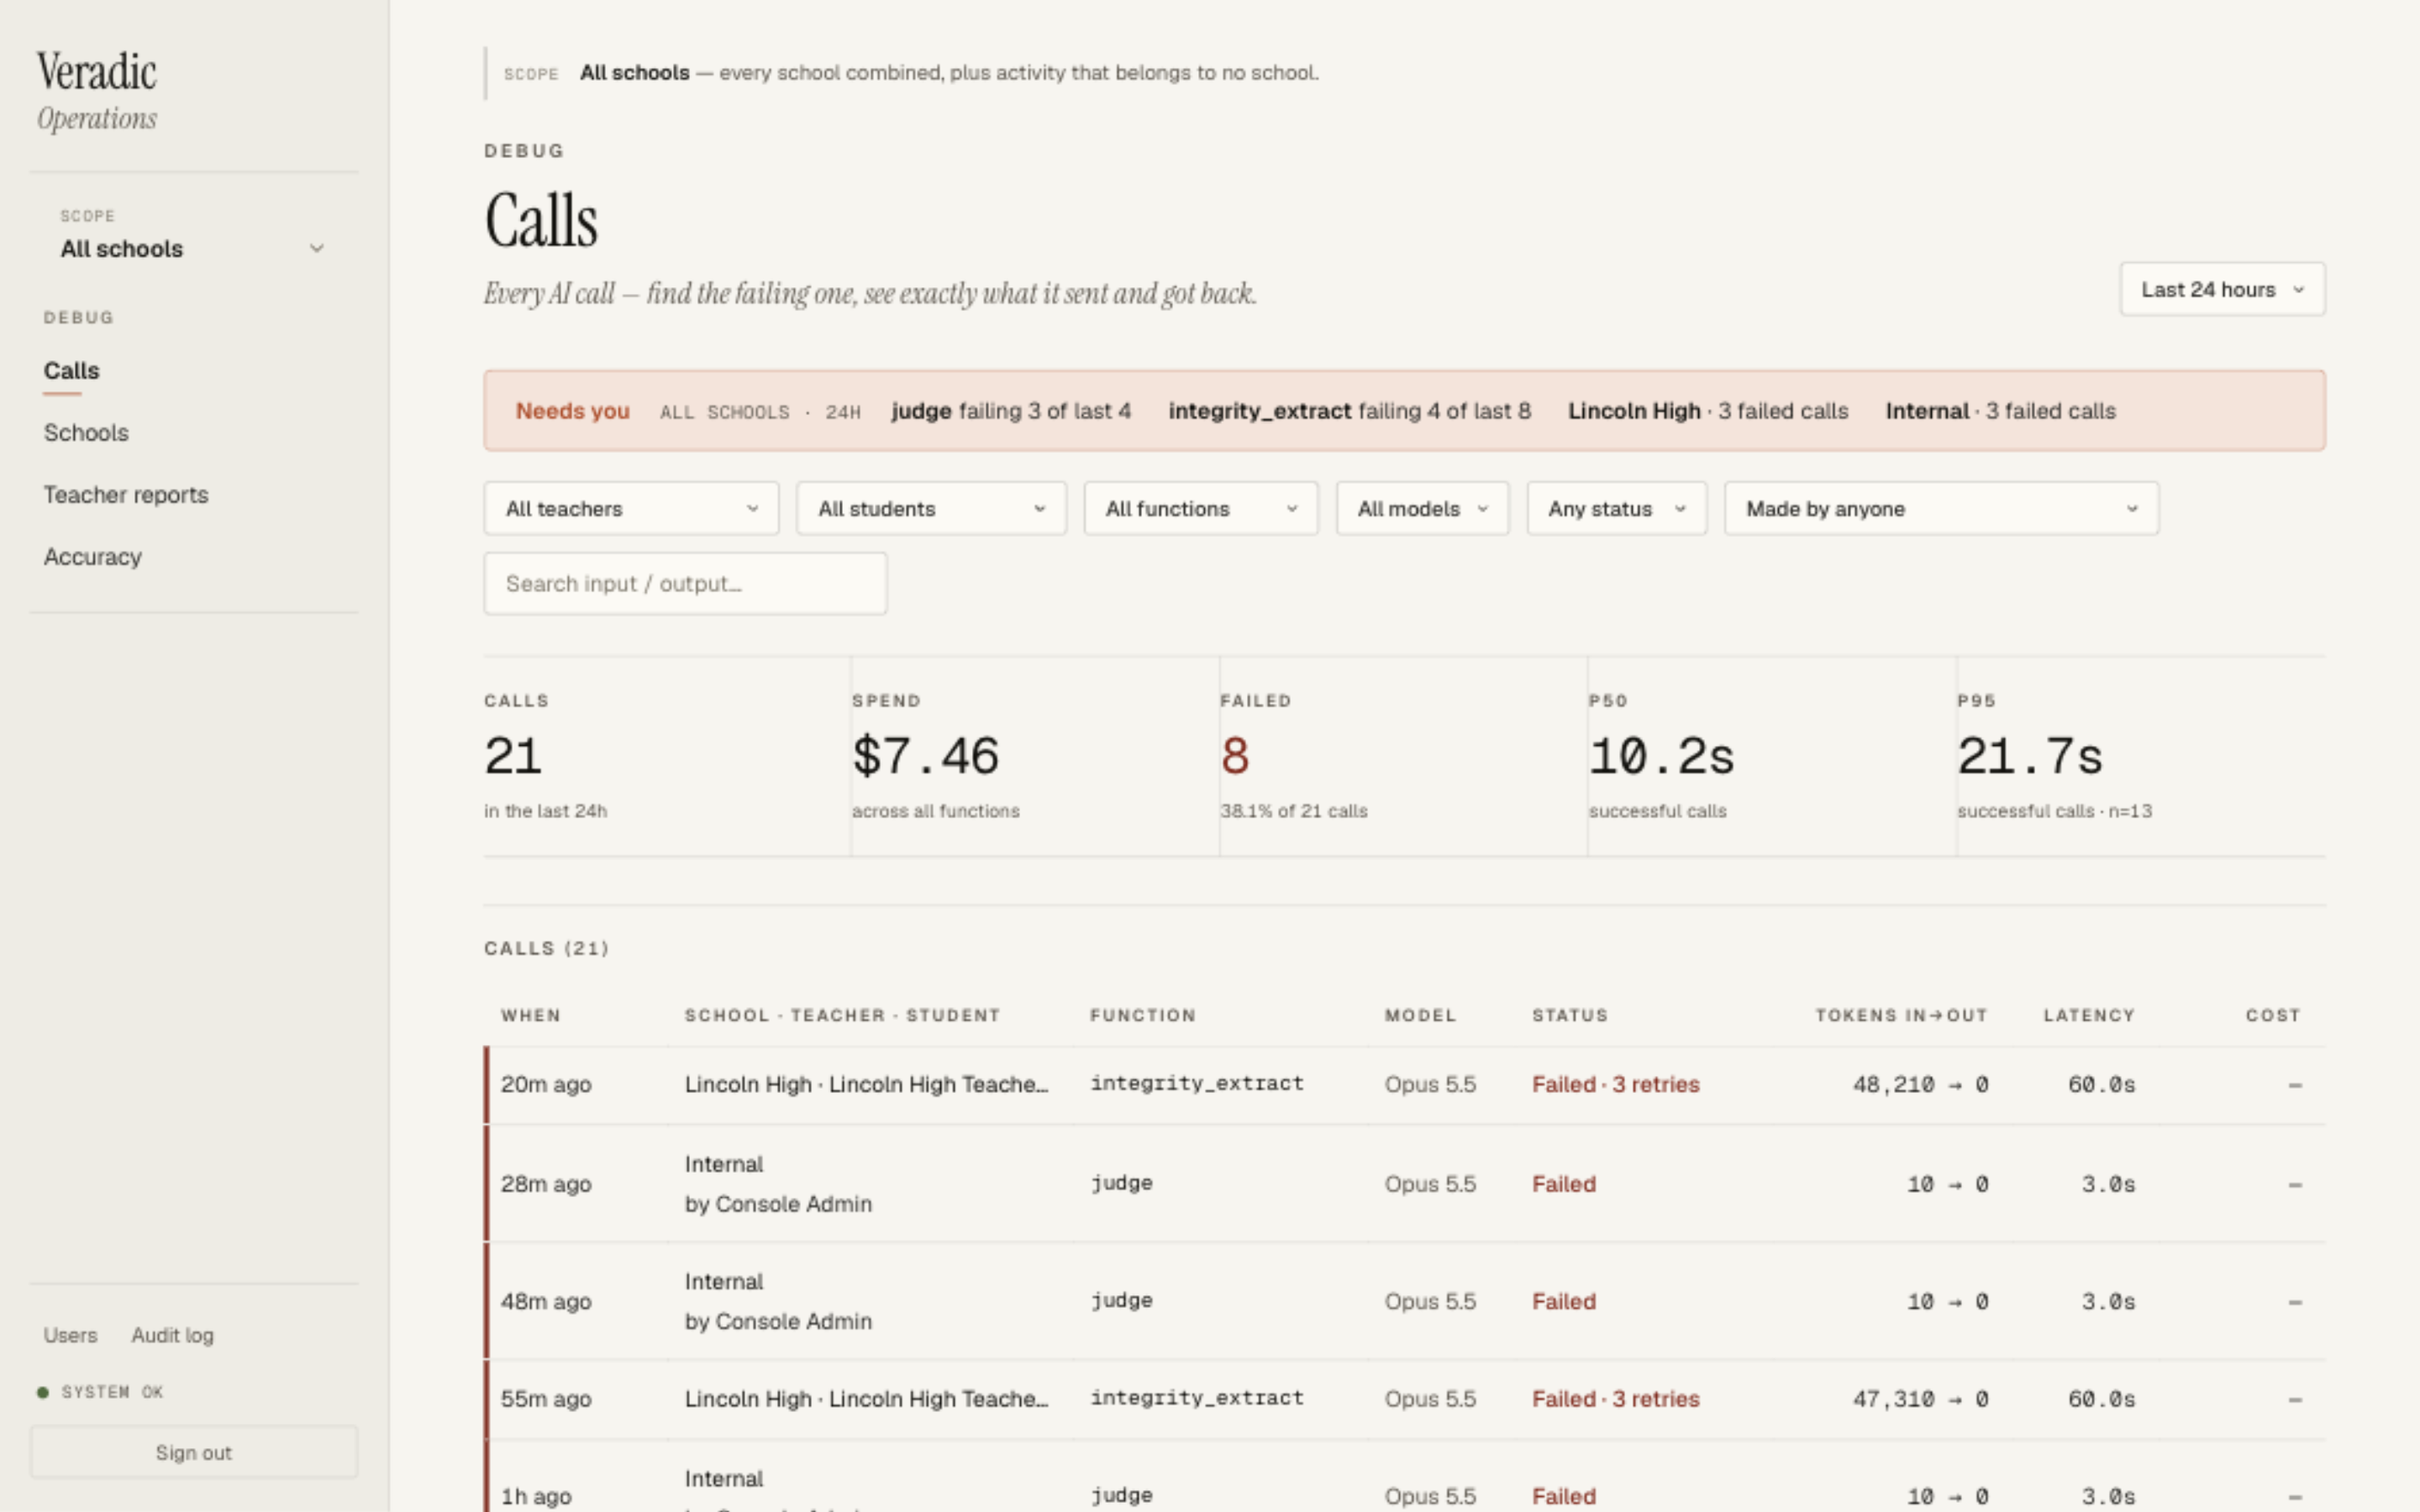 Veradic
Operations
SCOPE
All schools
DEBUG
Calls
Schools
Teacher reports
Accuracy
Users Audit log
SYSTEM OK
Sign out
SCOPE All schools — every school combined, plus activity that belongs to no school.
DEBUG
Calls
Every AI call — find the failing one, see exactly what it sent and got back.
Last 24 hours
Needs you ALL SCHOOLS · 24H judge failing 3 of last 4 integrity_extract failing 4 of last 8 Lincoln High · 3 failed calls Internal · 3 failed calls
All teachers All students All functions All models Any status Made by anyone
Search input / output…
CALLS SPEND FAILED P50 P95
21 $7.46 8 10.2s 21.7s
in the last 24h across all functions 38.1% of 21 calls successful calls successful calls · n=13
CALLS (21)
WHEN SCHOOL · TEACHER · STUDENT FUNCTION MODEL STATUS TOKENS IN→OUT LATENCY COST
20m ago Lincoln High · Lincoln High Teache… integrity_extract Opus 5.5 Failed · 3 retries 48,210 → 0 60.0s —
28m ago Internal judge Opus 5.5 Failed 10 → 0 3.0s —
by Console Admin
48m ago Internal judge Opus 5.5 Failed 10 → 0 3.0s —
by Console Admin
55m ago Lincoln High · Lincoln High Teache… integrity_extract Opus 5.5 Failed · 3 retries 47,310 → 0 60.0s —
1h ago Internal judge Opus 5.5 Failed 10 → 0 3.0s —